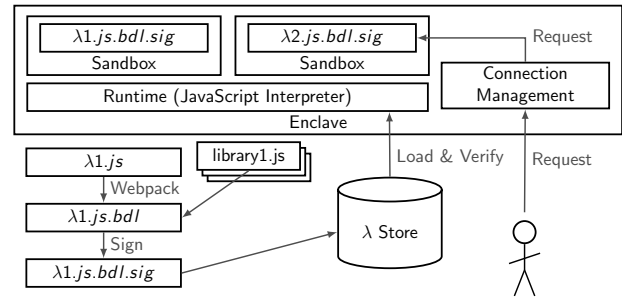 λ1.js.bdl.sig
λ2.js.bdl.sig
Request
Sandbox
Sandbox
Connection
Management
Runtime (JavaScript Interpreter)
Enclave
λ1.js
library1.js
Load & Verify
Request
Webpack
λ1.js.bdl
λ Store
Sign
λ1.js.bdl.sig